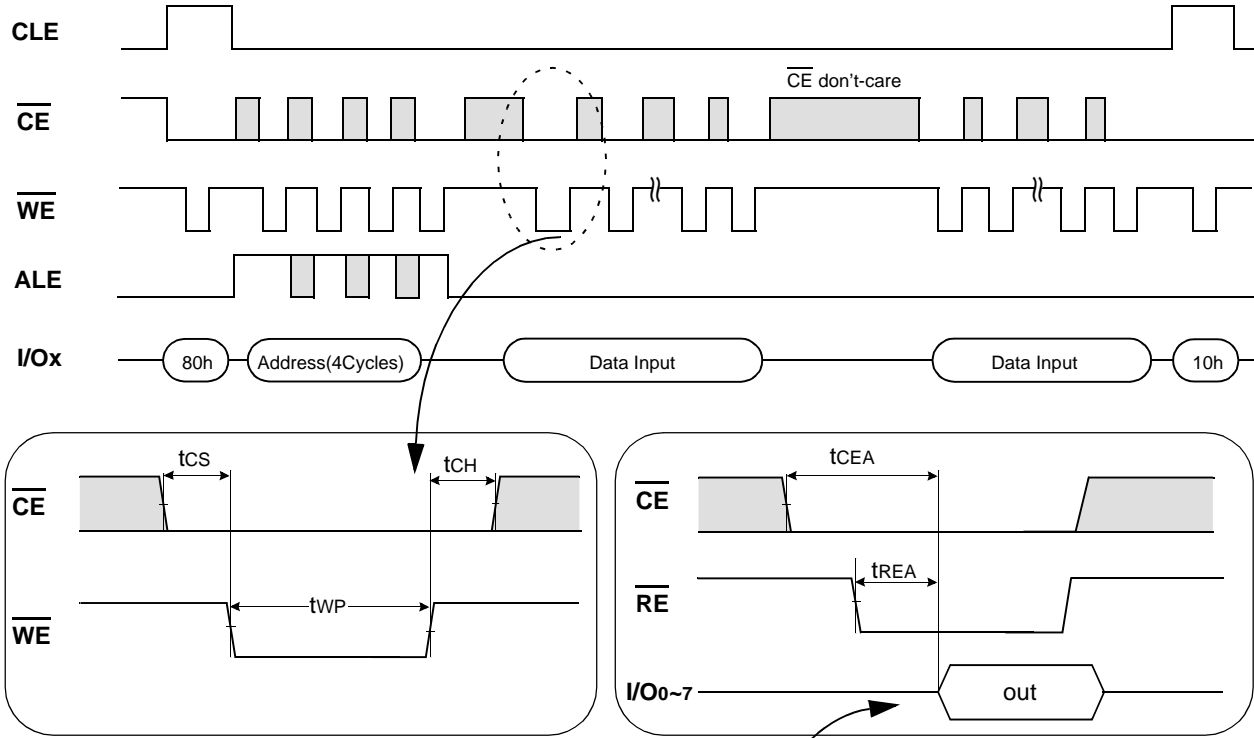 CLE
CE don't-care
CE
WE
ALE
I/Ox
80h
Address(4Cycles)
Data Input
Data Input
10h
tCS
tCH
CE
tWP
WE
tCEA
CE
tREA
RE
I/O0~7
out